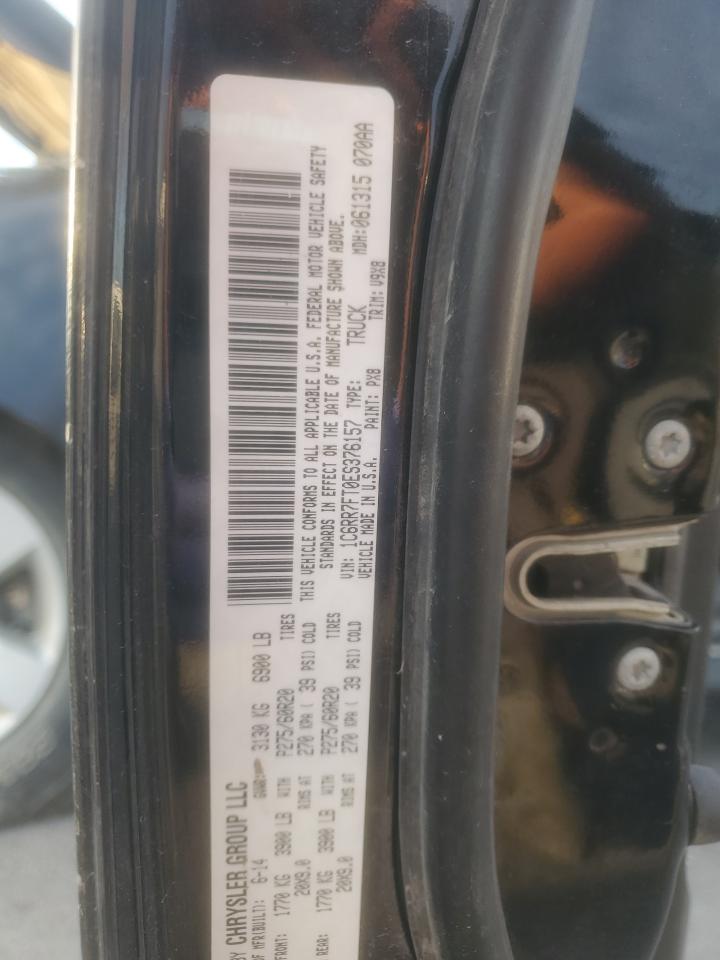 BY CHRYSLER GROUP LLC
OF MFR(BUILT): 6-14 GVWR: 3130 KG 6900 LB
FRONT: 1770 KG 3900 LB WITH P275/60R20 TIRES
20X9.0 RIMS AT 270 KPA ( 39 PSI) COLD
REAR: 1770 KG 3900 LB WITH P275/60R20 TIRES
20X9.0 RIMS AT 270 KPA ( 39 PSI) COLD
THIS VEHICLE CONFORMS TO ALL APPLICABLE U.S.A. FEDERAL MOTOR VEHICLE SAFETY
STANDARDS IN EFFECT ON THE DATE OF MANUFACTURE SHOWN ABOVE.
VIN: 1C6RR7FT0ES376157 TYPE: TRUCK MDH:061315 070AA
VEHICLE MADE IN U.S.A. PAINT: PX8 TRIM: V9X8